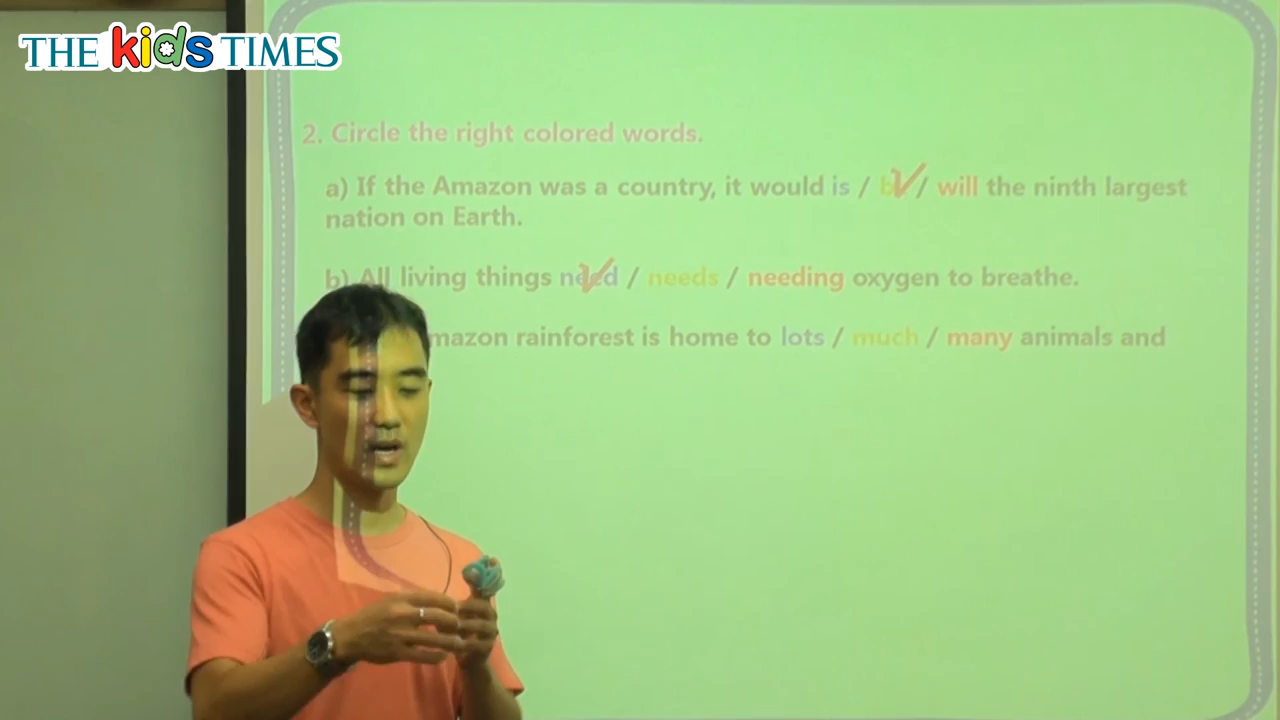 THE kids TIMES
2. Circle the right colored words.
a) If the Amazon was a country, it would is / / will the ninth largest
nation on Earth.
b) All living things need / needs / needing oxygen to breathe.
rainforest is home to lots / much / many animals and